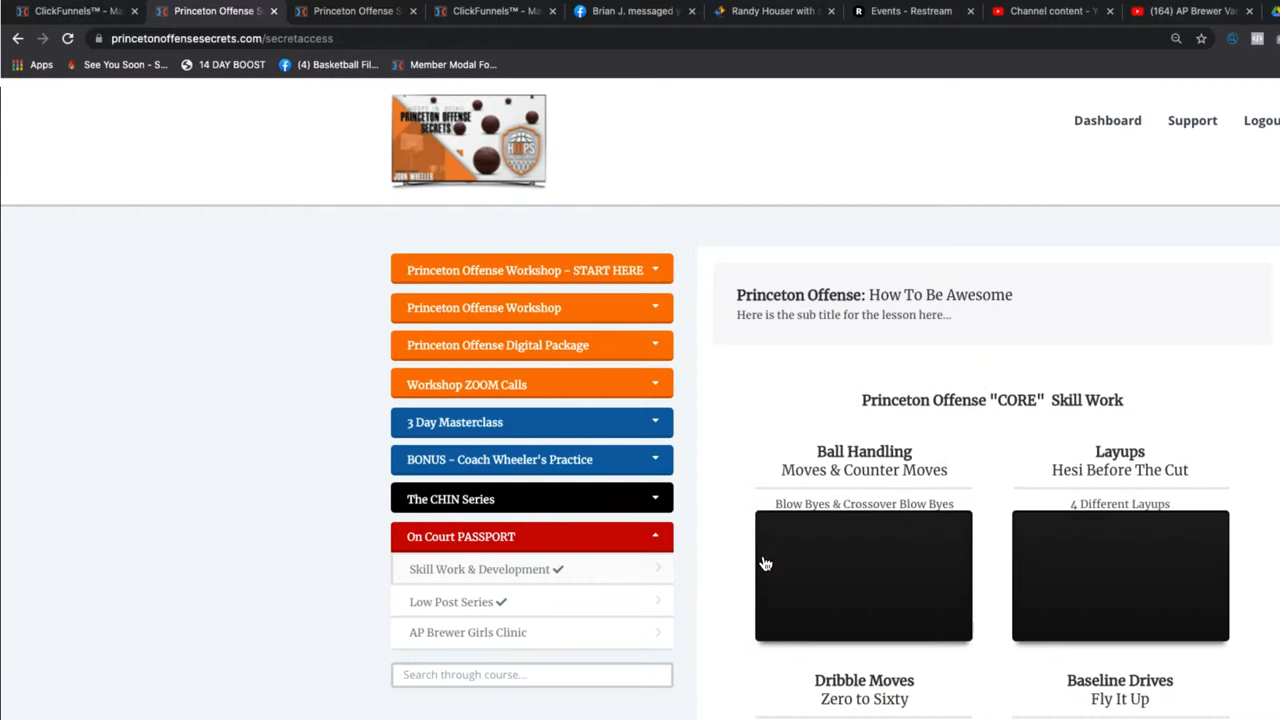 ClickFunnels™ - Ma
Princeton Offense S
Princeton Offense S
ClickFunnels™ - Ma
Brian J. messaged y
Randy Houser with s
Events - Restream
Channel content - Y
(164) AP Brewer Va
princetonoffensesecrets.com/secretaccess
Apps
See You Soon - S...
14 DAY BOOST
(4) Basketball Fil...
Member Modal Fo...
PRINCETON OFFENSE
SECRETS
HOOPS
JOHN WHEELER
Dashboard
Support
Logou
Princeton Offense Workshop - START HERE
Princeton Offense Workshop
Princeton Offense Digital Package
Workshop ZOOM Calls
3 Day Masterclass
BONUS - Coach Wheeler's Practice
The CHIN Series
On Court PASSPORT
Skill Work & Development
Low Post Series
AP Brewer Girls Clinic
Search through course...
Princeton Offense: How To Be Awesome
Here is the sub title for the lesson here...
Princeton Offense "CORE" Skill Work
Ball Handling
Moves & Counter Moves
Blow Byes & Crossover Blow Byes
Layups
Hesi Before The Cut
4 Different Layups
Dribble Moves
Zero to Sixty
Baseline Drives
Fly It Up